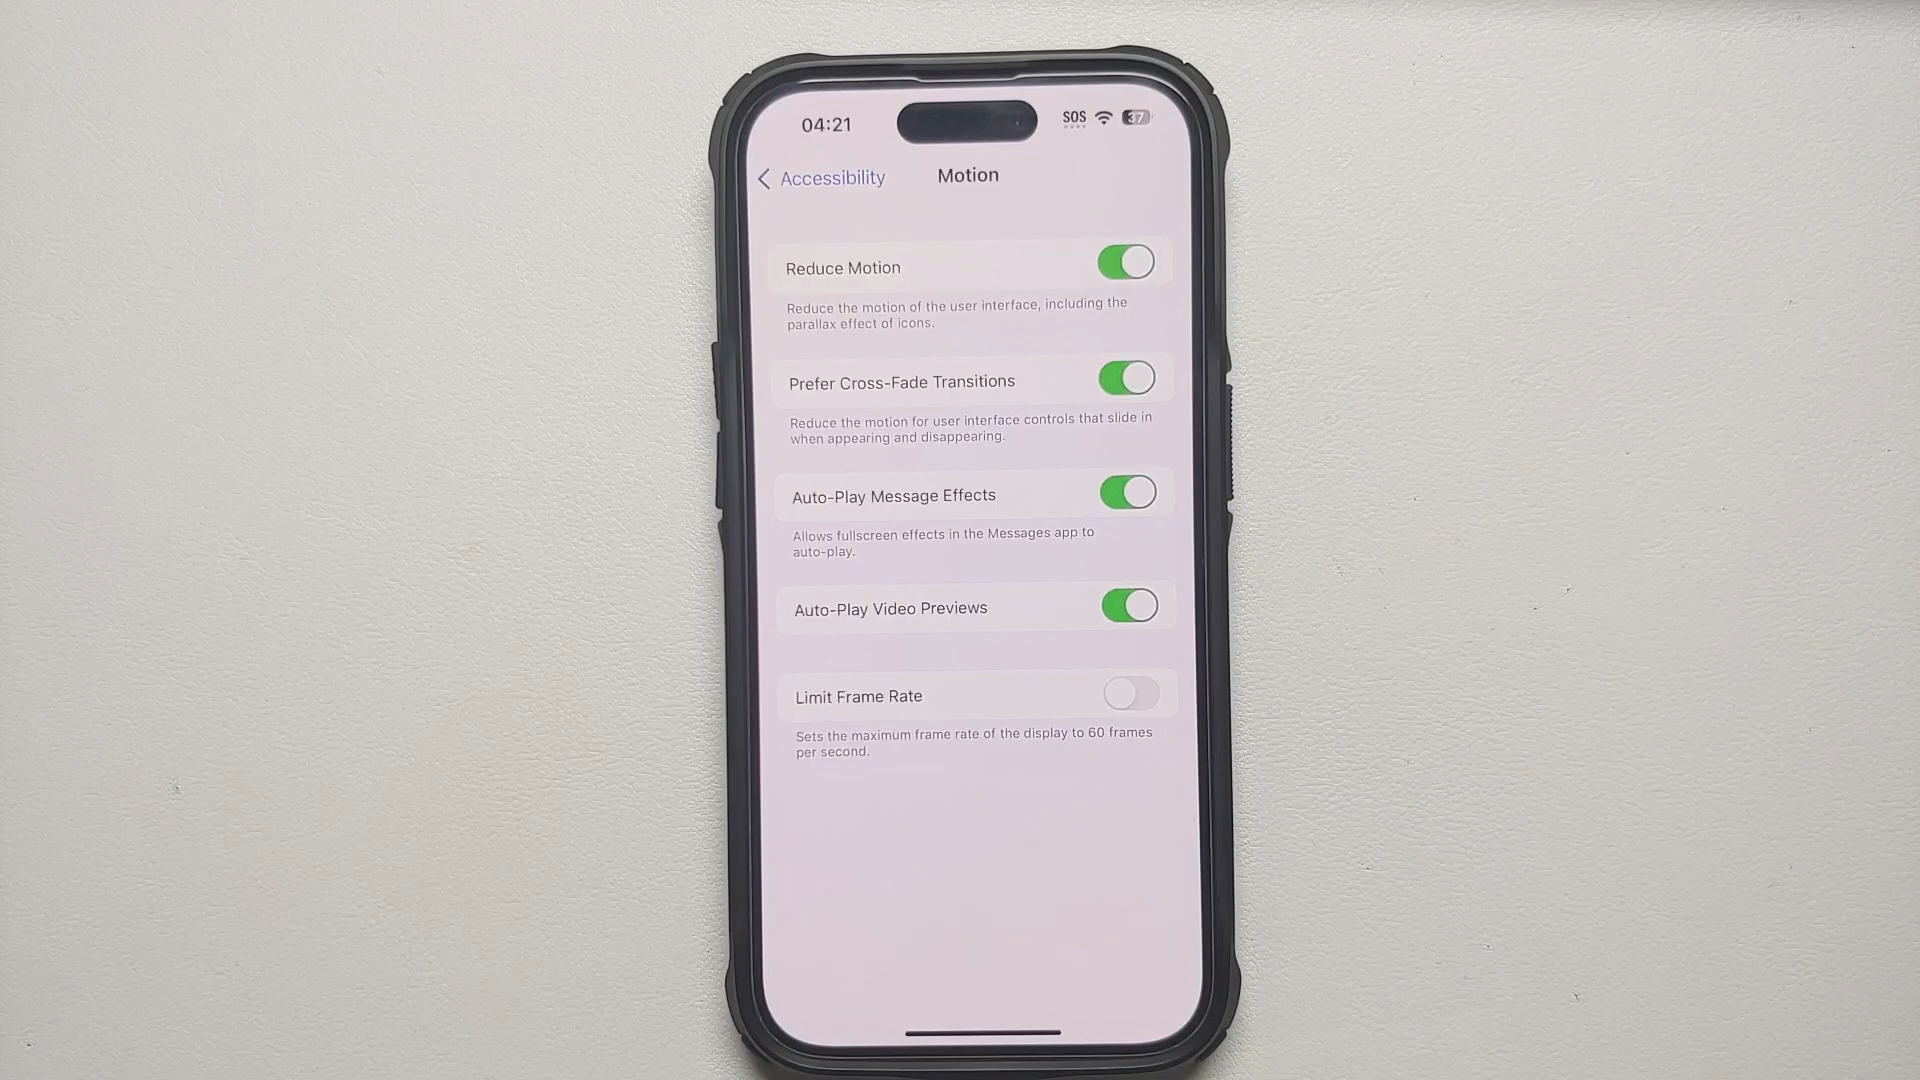 04:21
SOS
37
Accessibility
Motion
Reduce Motion
Reduce the motion of the user interface, including the
parallax effect of icons.
Prefer Cross-Fade Transitions
Reduce the motion for user interface controls that slide in
when appearing and disappearing.
Auto-Play Message Effects
Allows fullscreen effects in the Messages app to
auto-play.
Auto-Play Video Previews
Limit Frame Rate
Sets the maximum frame rate of the display to 60 frames
per second.